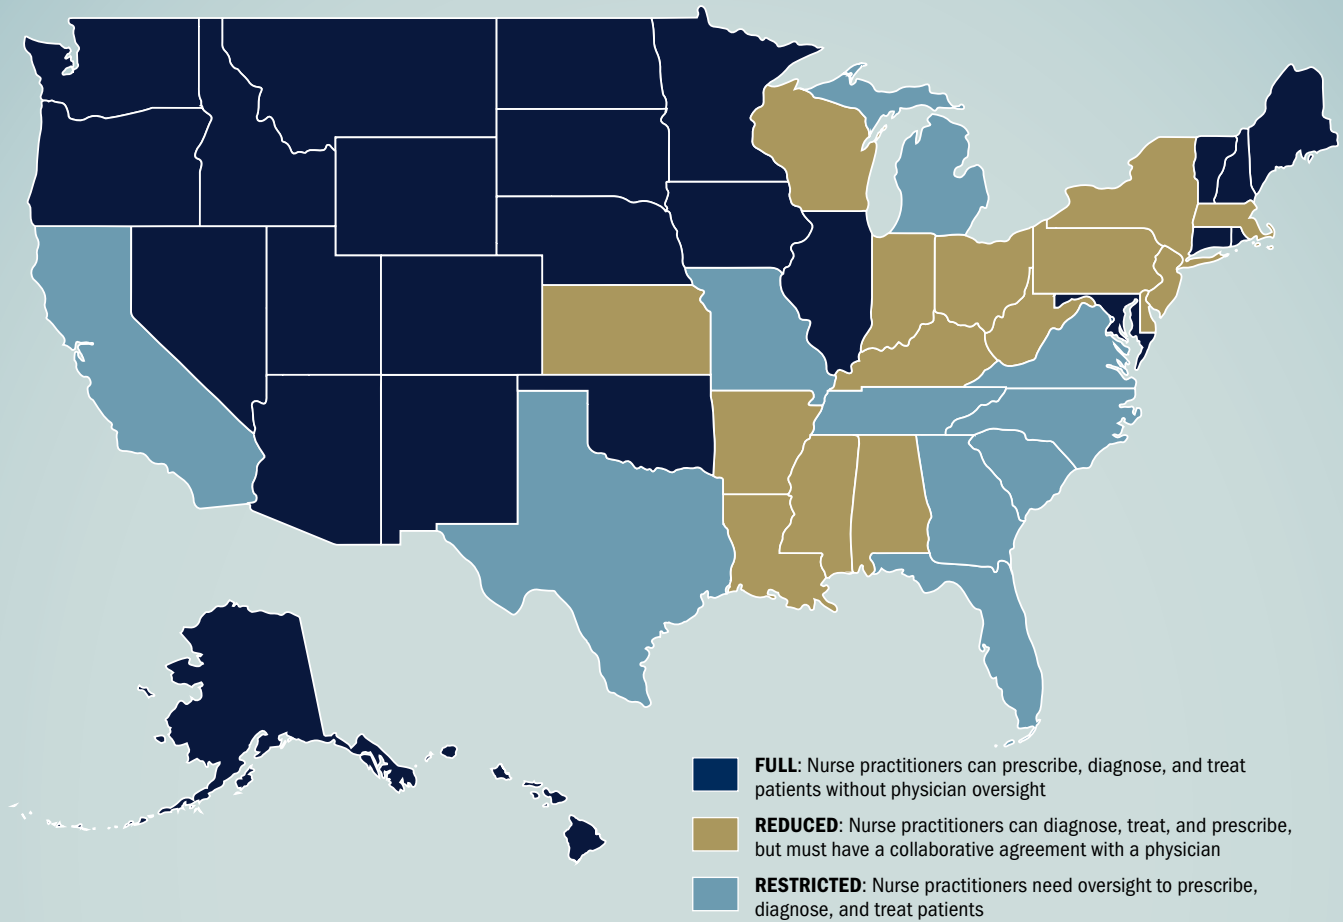 FULL: Nurse practitioners can prescribe, diagnose, and treat
patients without physician oversight
REDUCED: Nurse practitioners can diagnose, treat, and prescribe,
but must have a collaborative agreement with a physician
RESTRICTED: Nurse practitioners need oversight to prescribe,
diagnose, and treat patients